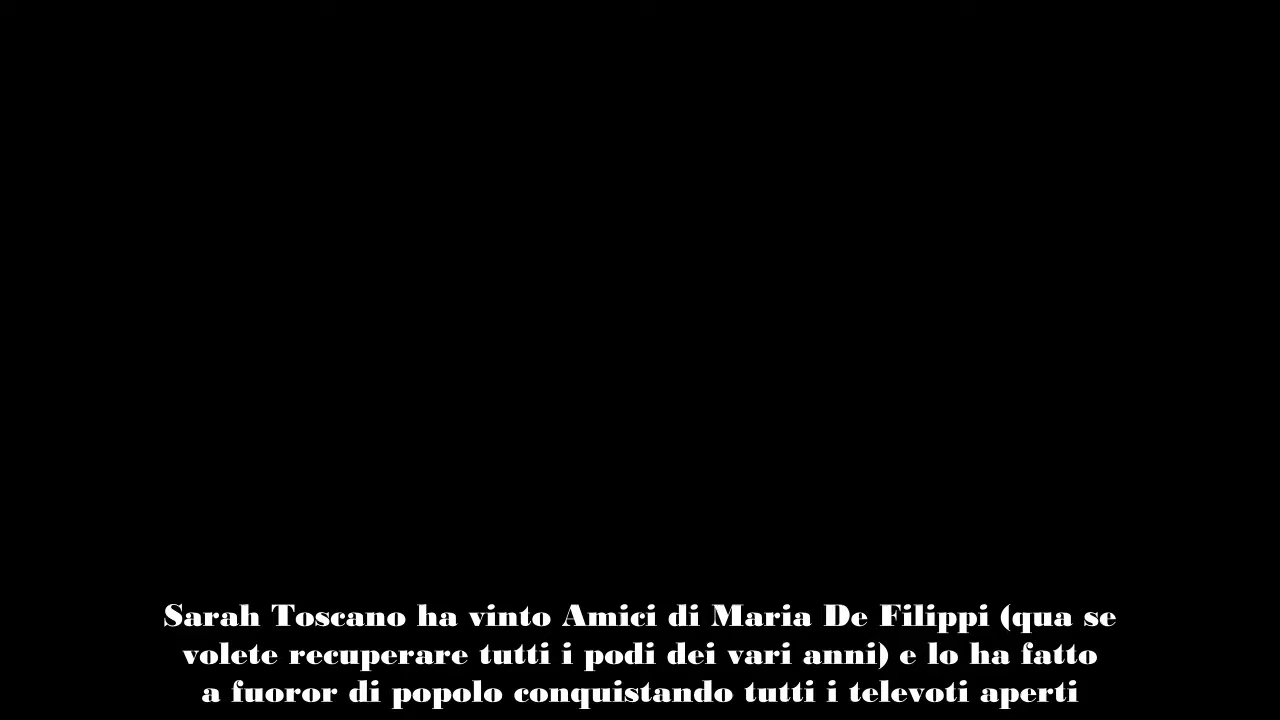 Sarah Toscano ha vinto Amici di Maria De Filippi (qua se
volete recuperare tutti i podi dei vari anni) e lo ha fatto
a fuoror di popolo conquistando tutti i televoti aperti